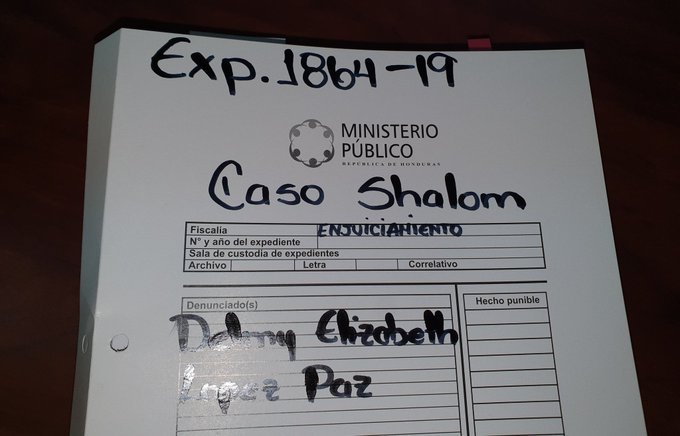 Exp. 1864-19
MINISTERIO
PÚBLICO
REPÚBLICA DE HONDURAS
Caso Shalom
Fiscalía ENJUICIAMIENTO
N° y año del expediente
Sala de custodia de expedientes
Archivo Letra Correlativo
Denunciado(s) Hecho punible
Dolmy Elizabeth
Lopez Paz